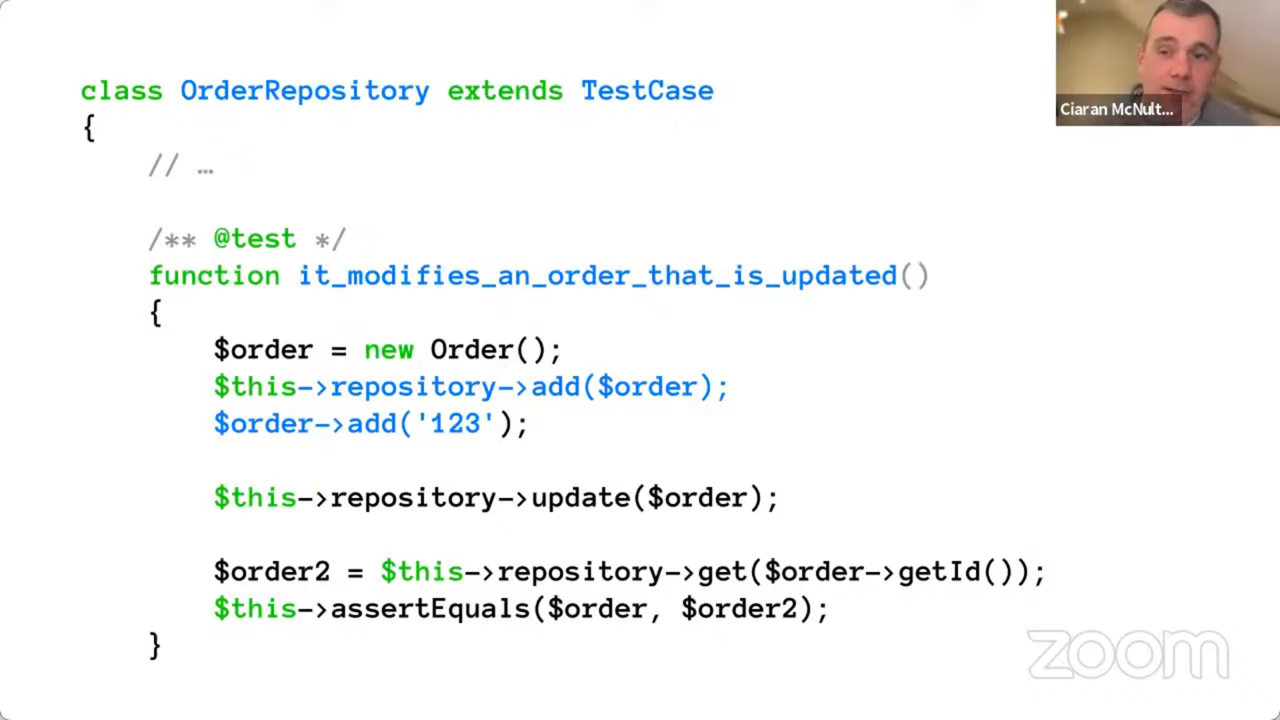 class OrderRepository extends TestCase
{
// …
/** @test */
function it_modifies_an_order_that_is_updated()
{
$order = new Order();
$this->repository->add($order);
$order->add('123');
$this->repository->update($order);
$order2 = $this->repository->get($order->getId());
$this->assertEquals($order, $order2);
}
Ciaran McNult...
zoom